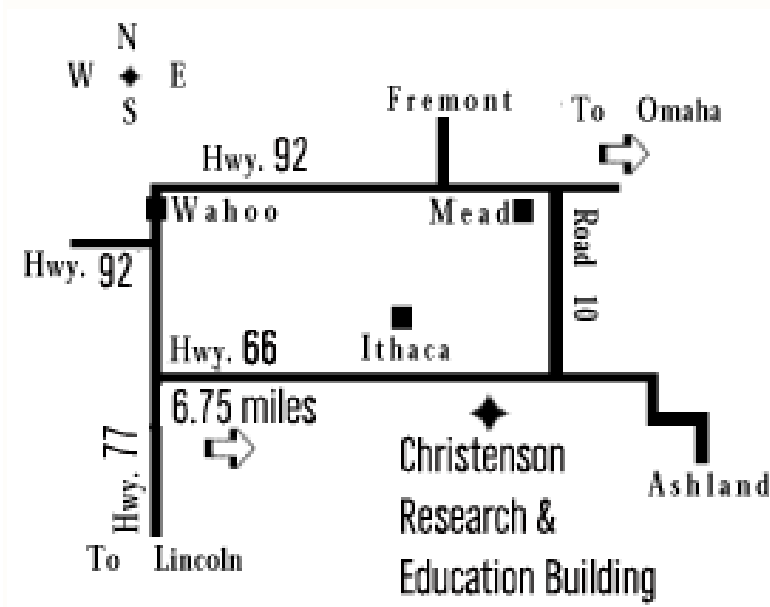 N
W E
S
Fremont
To Omaha
Hwy. 92
Wahoo
Mead
Road 10
Hwy. 92
Ithaca
Hwy. 66
6.75 miles
Hwy. 77
Christenson
Research &
Education Building
Ashland
To Lincoln